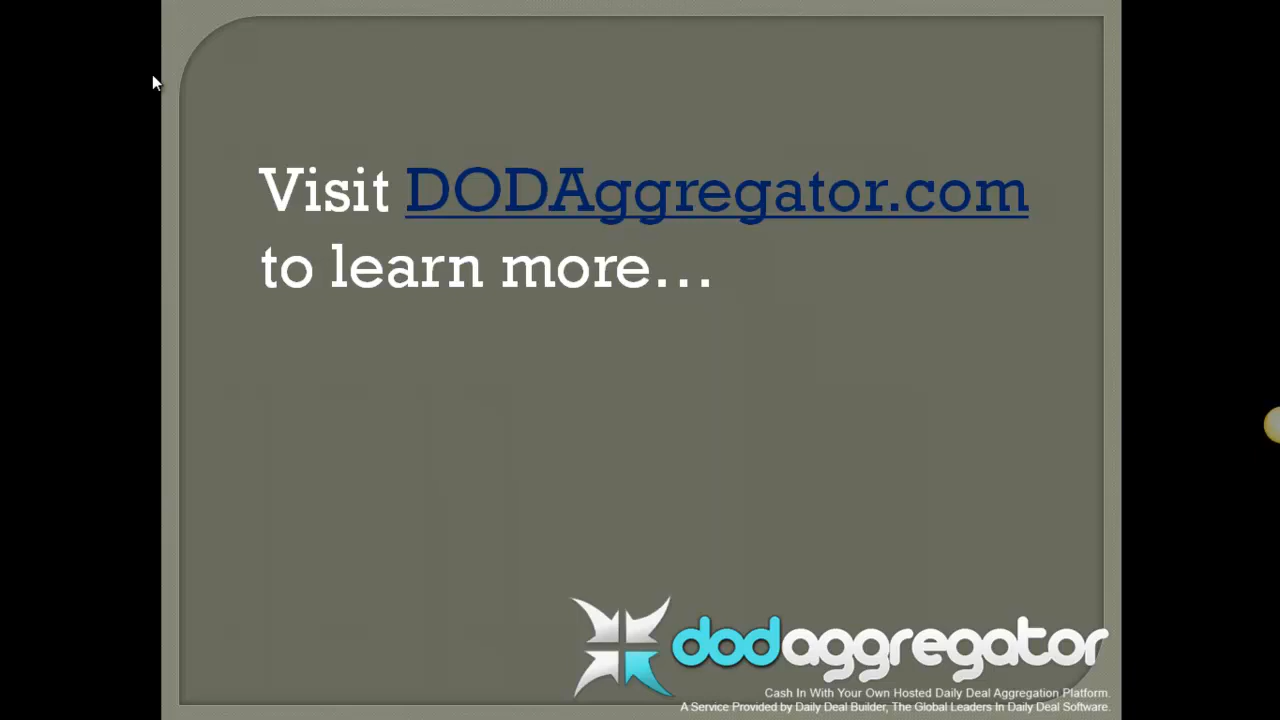 Visit DODAggregator.com
to learn more…
dodaggregator
Cash In With Your Own Hosted Daily Deal Aggregation Platform.
A Service Provided by Daily Deal Builder, The Global Leaders In Daily Deal Software.